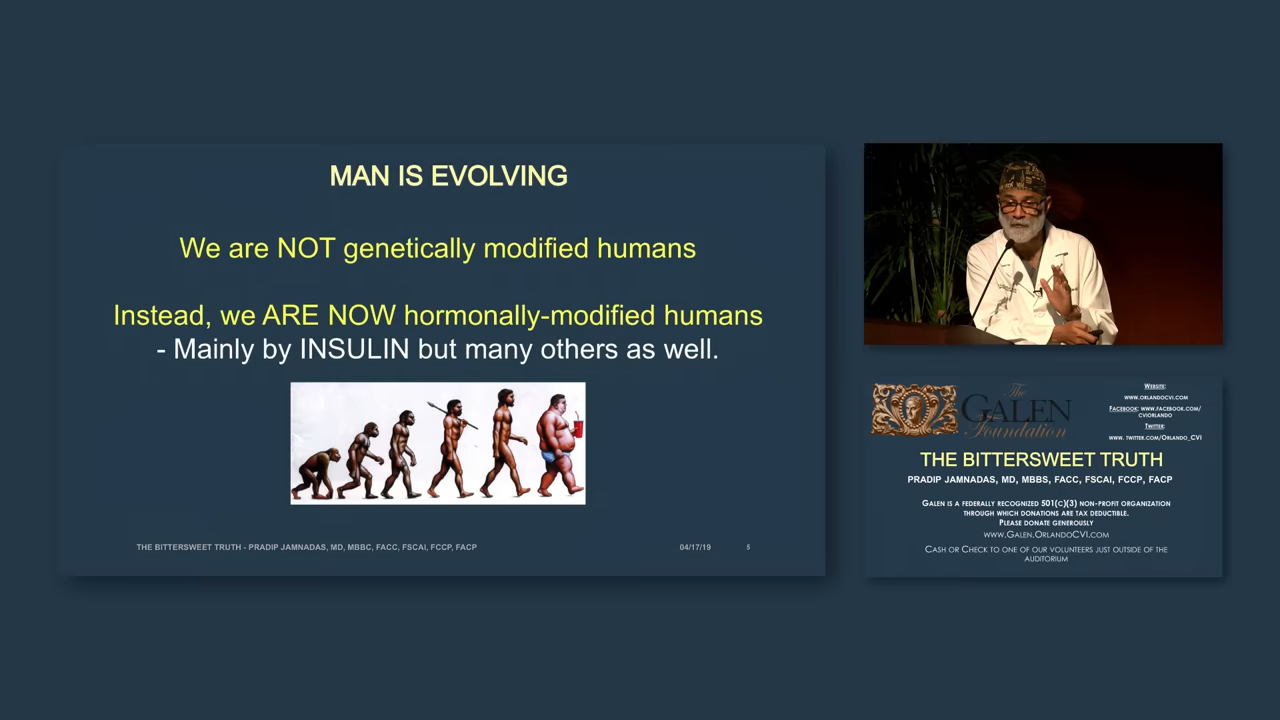 MAN IS EVOLVING
We are NOT genetically modified humans
Instead, we ARE NOW hormonally-modified humans
- Mainly by INSULIN but many others as well.
THE BITTERSWEET TRUTH - PRADIP JAMNADAS, MD, MBBC, FACC, FSCAI, FCCP, FACP
04/17/19
5
The
GALEN
Foundation
WEBSITE:
WWW.ORLANDOCVI.COM
FACEBOOK: WWW.FACEBOOK.COM/
CVIORLANDO
TWITTER:
WWW. TWITTER.COM/ORLANDO_CVI
THE BITTERSWEET TRUTH
PRADIP JAMNADAS, MD, MBBS, FACC, FSCAI, FCCP, FACP
GALEN IS A FEDERALLY RECOGNIZED 501(C)(3) NON-PROFIT ORGANIZATION
THROUGH WHICH DONATIONS ARE TAX DEDUCTIBLE.
PLEASE DONATE GENEROUSLY
WWW.GALEN.ORLANDOCVI.COM
CASH OR CHECK TO ONE OF OUR VOLUNTEERS JUST OUTSIDE OF THE
AUDITORIUM